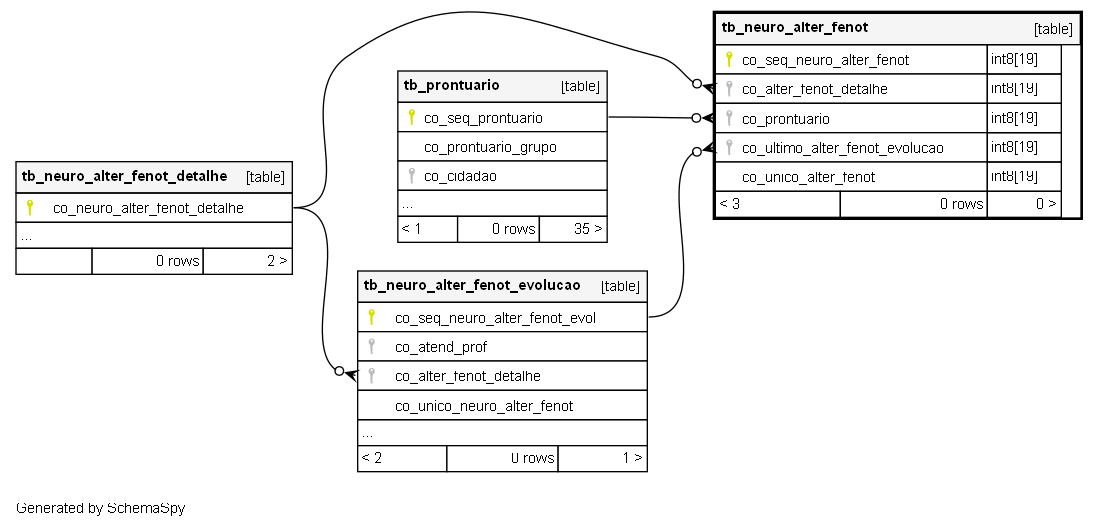 tb_neuro_alter_fenot [table]
co_seq_neuro_alter_fenot int8[19]
co_alter_fenot_detalhe int8[19]
co_prontuario int8[19]
co_ultimo_alter_fenot_evolucao int8[19]
co_unico_alter_fenot int8[19]
< 3 0 rows 0 >
tb_prontuario [table]
co_seq_prontuario
co_prontuario_grupo
co_cidadao
...
< 1 0 rows 35 >
tb_neuro_alter_fenot_detalhe [table]
co_neuro_alter_fenot_detalhe
...
0 rows 2 >
tb_neuro_alter_fenot_evolucao [table]
co_seq_neuro_alter_fenot_evol
co_atend_prof
co_alter_fenot_detalhe
co_unico_neuro_alter_fenot
...
< 2 0 rows 1 >
Generated by SchemaSpy